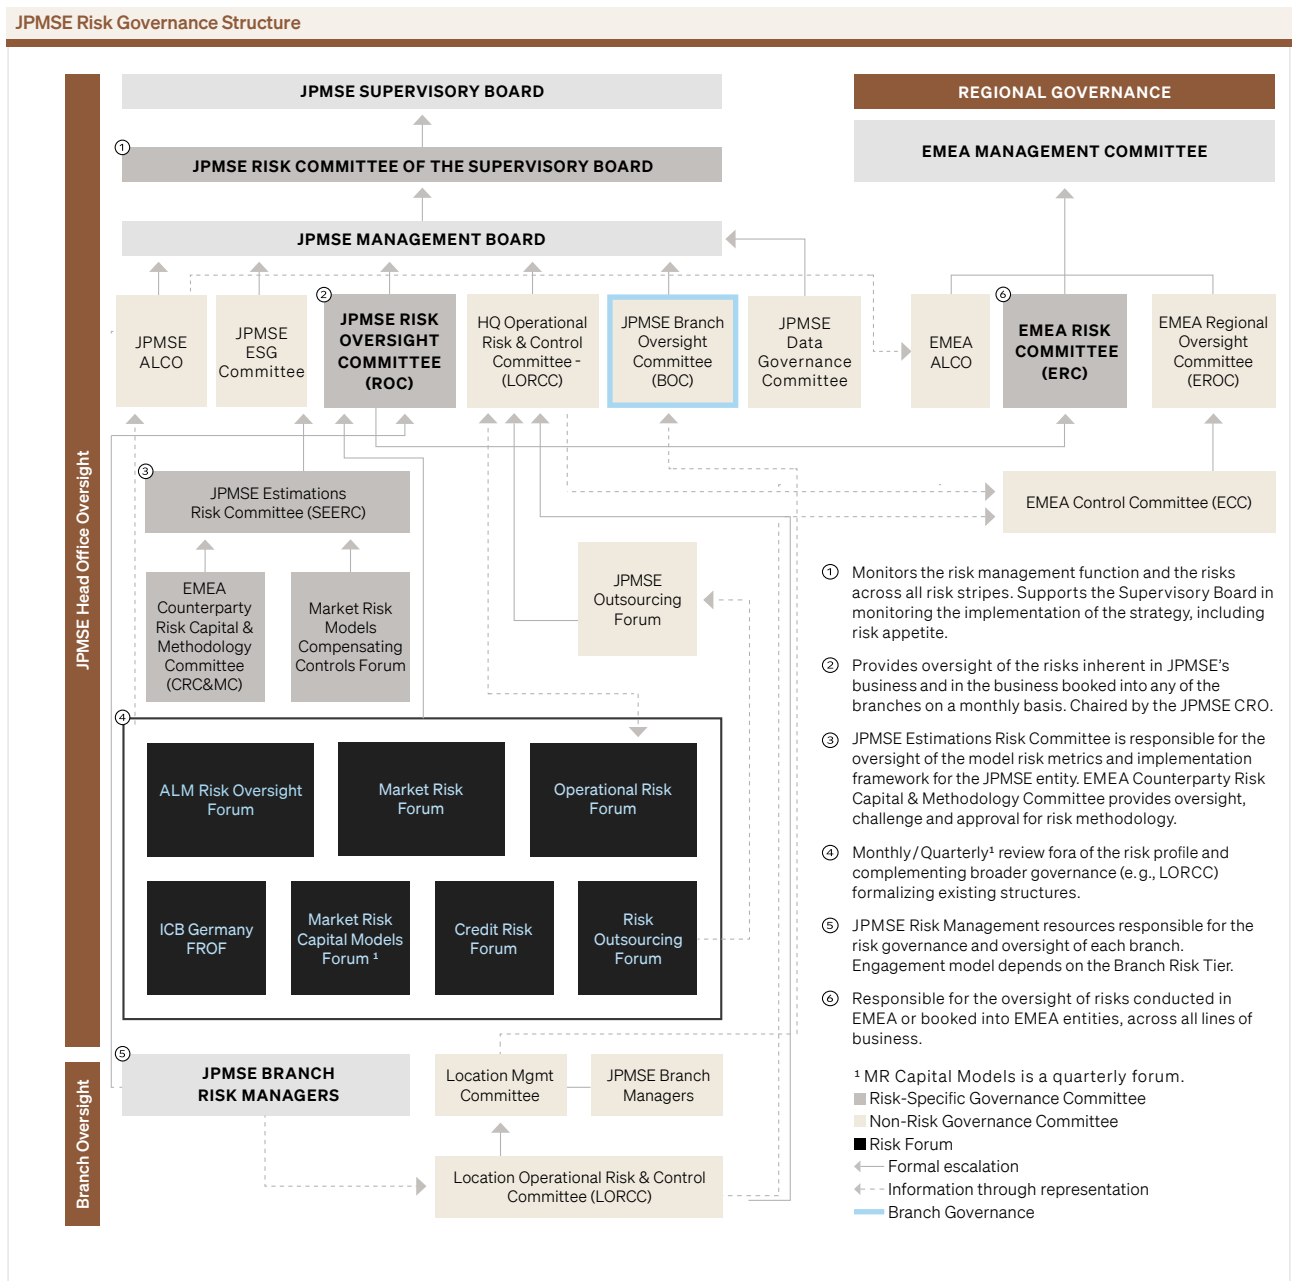 JPMSE Risk Governance Structure
JPMSE Head Office Oversight
JPMSE SUPERVISORY BOARD
REGIONAL GOVERNANCE
①
JPMSE RISK COMMITTEE OF THE SUPERVISORY BOARD
EMEA MANAGEMENT COMMITTEE
JPMSE MANAGEMENT BOARD
JPMSE
ALCO
JPMSE
ESG
Committee
②
JPMSE RISK
OVERSIGHT
COMMITTEE
(ROC)
HQ Operational
Risk & Control
Committee -
(LORCC)
JPMSE Branch
Oversight
Committee
(BOC)
JPMSE
Data
Governance
Committee
EMEA
ALCO
⑥
EMEA RISK
COMMITTEE
(ERC)
EMEA Regional
Oversight
Committee
(EROC)
③
JPMSE Estimations
Risk Committee (SEERC)
EMEA Control Committee (ECC)
EMEA
Counterparty
Risk Capital &
Methodology
Committee
(CRC&MC)
Market Risk
Models
Compensating
Controls Forum
JPMSE
Outsourcing
Forum
④
ALM Risk Oversight
Forum
Market Risk
Forum
Operational Risk
Forum
ICB Germany
FROF
Market Risk
Capital Models
Forum ¹
Credit Risk
Forum
Risk
Outsourcing
Forum
Branch Oversight
⑤
JPMSE BRANCH
RISK MANAGERS
Location Mgmt
Committee
JPMSE Branch
Managers
Location Operational Risk & Control
Committee (LORCC)
① Monitors the risk management function and the risks
across all risk stripes. Supports the Supervisory Board in
monitoring the implementation of the strategy, including
risk appetite.
② Provides oversight of the risks inherent in JPMSE's
business and in the business booked into any of the
branches on a monthly basis. Chaired by the JPMSE CRO.
③ JPMSE Estimations Risk Committee is responsible for the
oversight of the model risk metrics and implementation
framework for the JPMSE entity. EMEA Counterparty Risk
Capital & Methodology Committee provides oversight,
challenge and approval for risk methodology.
④ Monthly/Quarterly¹ review fora of the risk profile and
complementing broader governance (e.g., LORCC)
formalizing existing structures.
⑤ JPMSE Risk Management resources responsible for the
risk governance and oversight of each branch.
Engagement model depends on the Branch Risk Tier.
⑥ Responsible for the oversight of risks conducted in
EMEA or booked into EMEA entities, across all lines of
business.
¹ MR Capital Models is a quarterly forum.
Risk-Specific Governance Committee
Non-Risk Governance Committee
Risk Forum
Formal escalation
Information through representation
Branch Governance